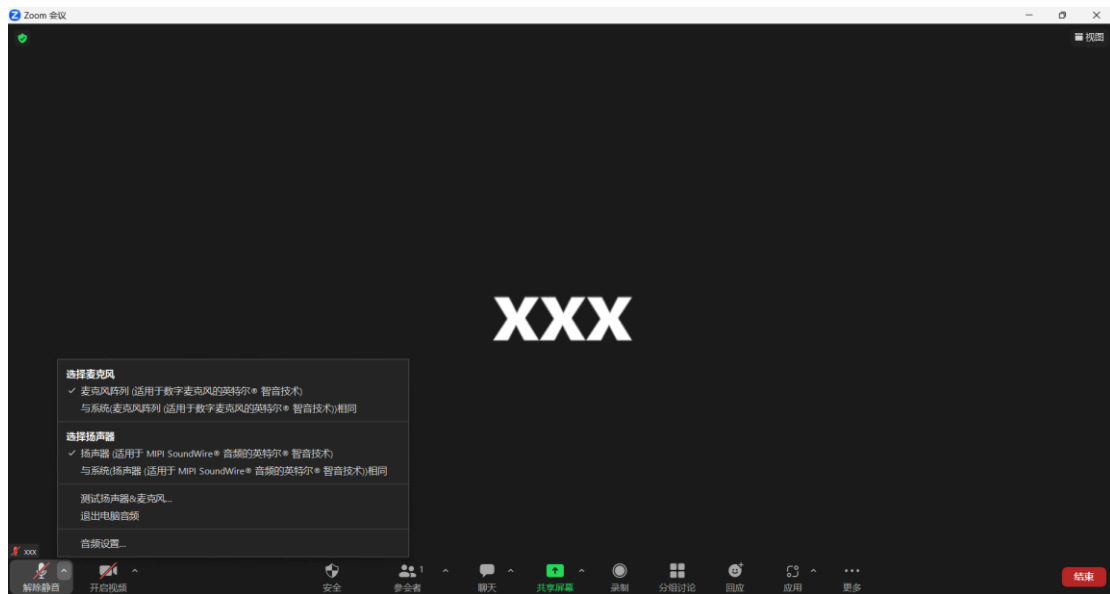 Zoom 会议
视图
xxx
选择麦克风
麦克风阵列 (适用于数字麦克风的英特尔® 智音技术)
与系统(麦克风阵列 (适用于数字麦克风的英特尔® 智音技术))相同
选择扬声器
扬声器 (适用于 MIPI SoundWire® 音频的英特尔® 智音技术)
与系统(扬声器 (适用于 MIPI SoundWire® 音频的英特尔® 智音技术))相同
测试扬声器&麦克风...
退出电脑音频
音频设置...
xxx
解除静音 开启视频 安全 参会者 1 聊天 共享屏幕 录制 分组讨论 回应 应用 更多 结束